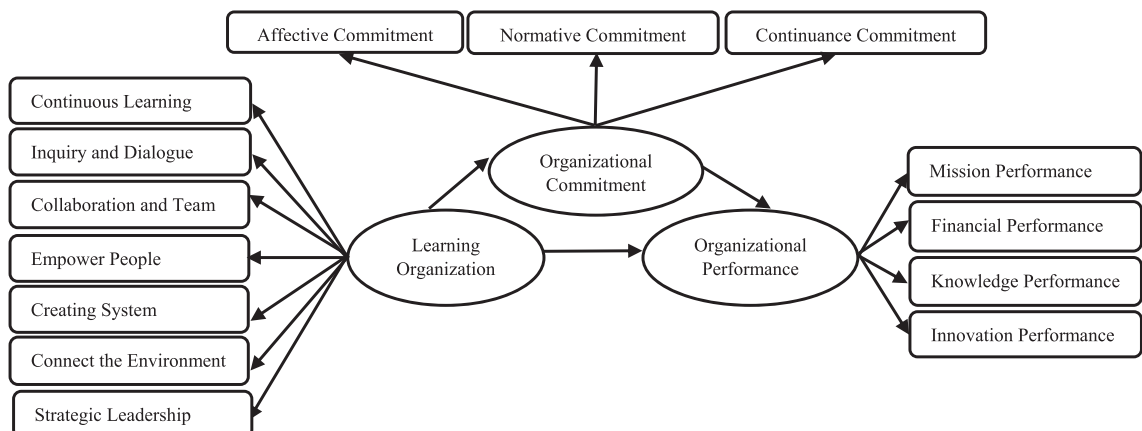 Affective Commitment
Normative Commitment
Continuance Commitment
Continuous Learning
Inquiry and Dialogue
Collaboration and Team
Empower People
Creating System
Connect the Environment
Strategic Leadership
Organizational
Commitment
Learning
Organization
Organizational
Performance
Mission Performance
Financial Performance
Knowledge Performance
Innovation Performance